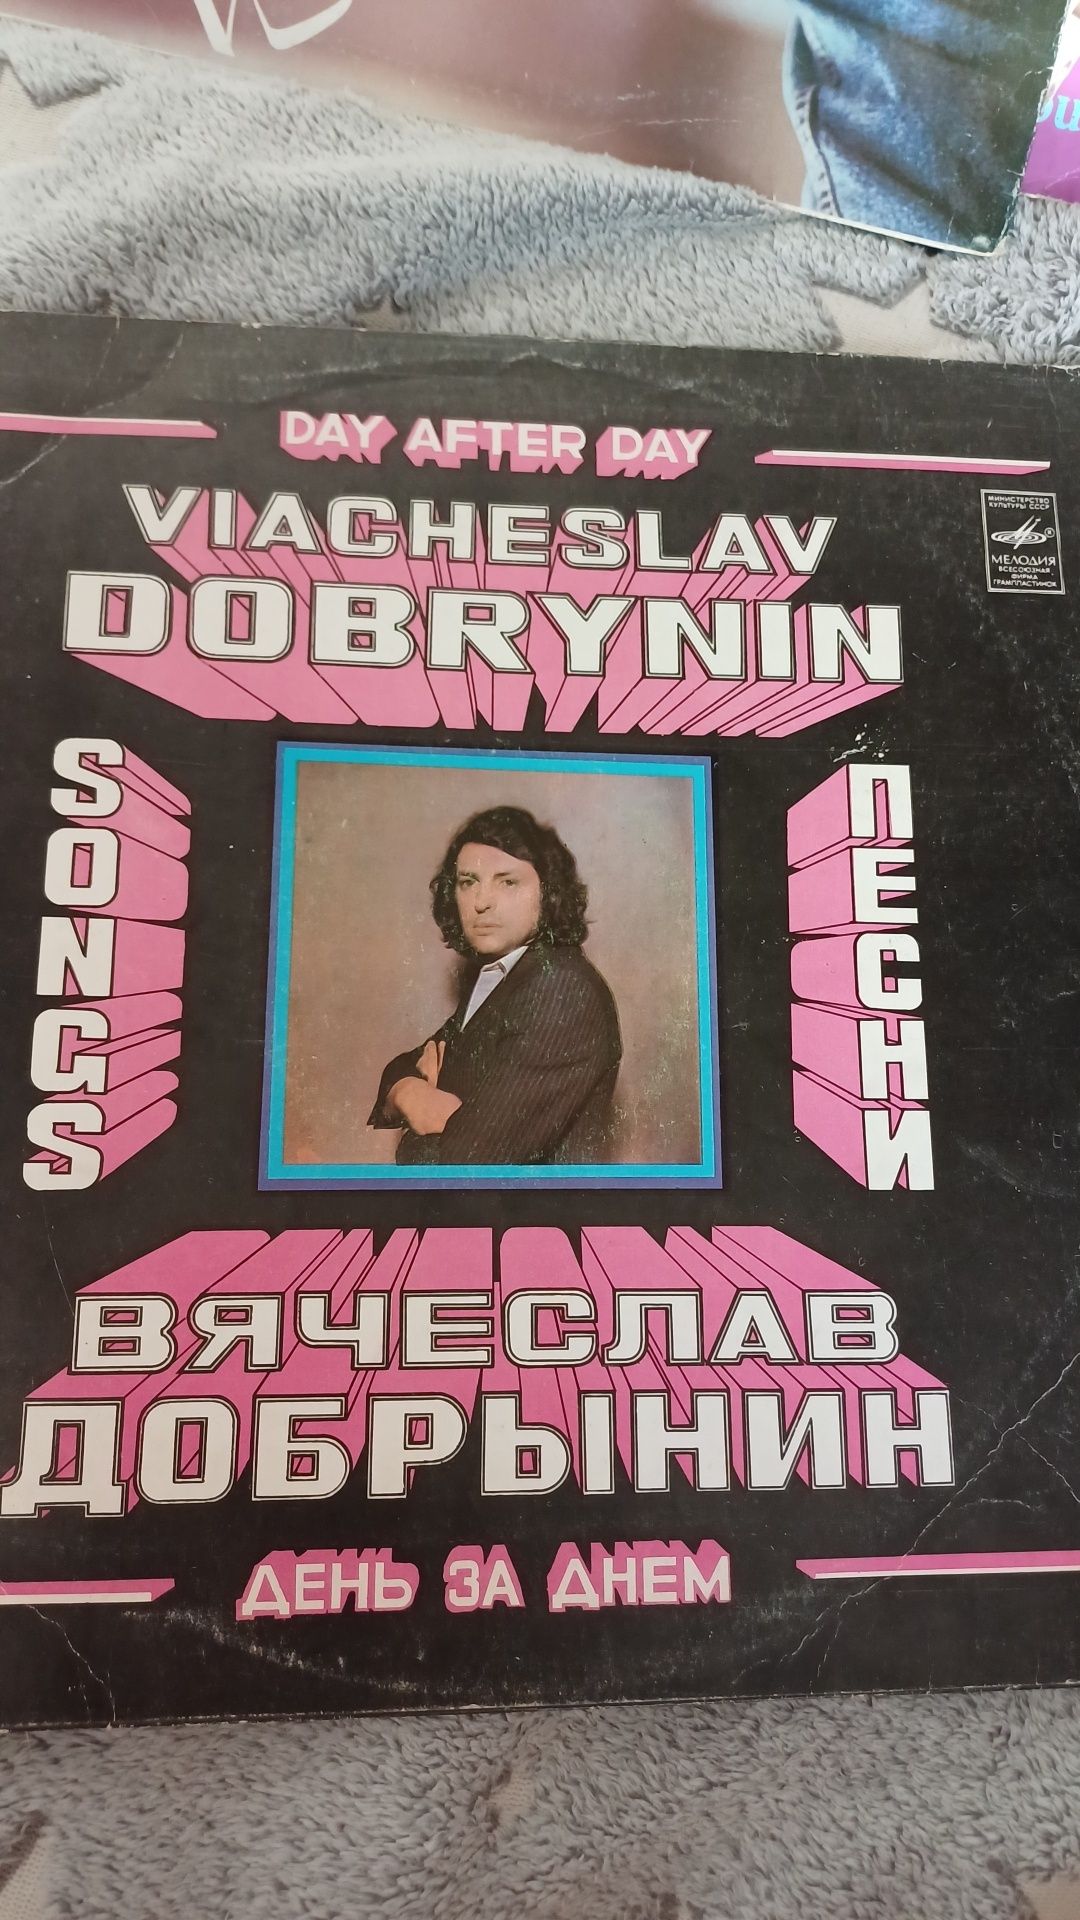 DAY AFTER DAY
VIACHESLAV
DOBRYNIN
МИНИСТЕРСТВО
КУЛЬТУРЫ СССР
МЕЛОДИЯ
ВСЕСОЮЗНАЯ
ФИРМА
ГРАМПЛАСТИНОК
SONGS
ПЕСНИ
ВЯЧЕСЛАВ
ДОБРЫНИН
ДЕНЬ ЗА ДНЕМ